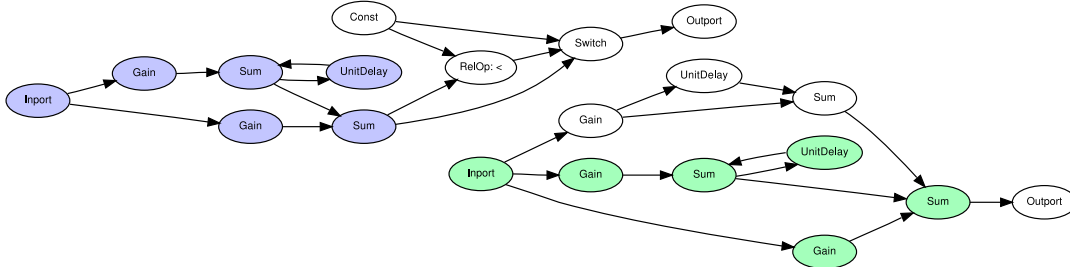 Const
Outport
Switch
Gain
Sum
UnitDelay
RelOp: <
Inport
Gain
Sum
UnitDelay
Sum
Gain
UnitDelay
Inport
Gain
Sum
Sum
Outport
Gain